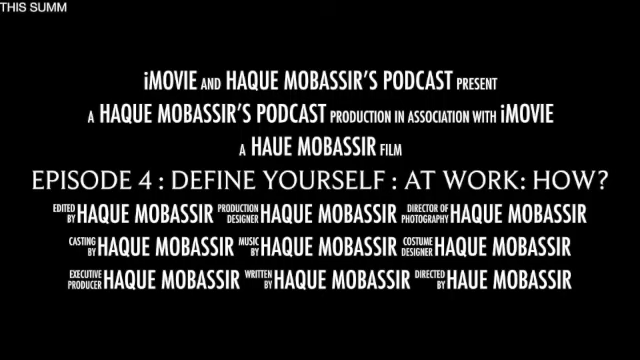 THIS SUMM
iMOVIE AND HAQUE MOBASSIR'S PODCAST PRESENT
A HAQUE MOBASSIR'S PODCAST PRODUCTION IN ASSOCIATION WITH iMOVIE
A HAUE MOBASSIR FILM
EPISODE 4 : DEFINE YOURSELF : AT WORK: HOW?
EDITED BY HAQUE MOBASSIR PRODUCTION DESIGNER HAQUE MOBASSIR DIRECTOR OF PHOTOGRAPHY HAQUE MOBASSIR
CASTING BY HAQUE MOBASSIR MUSIC BY HAQUE MOBASSIR COSTUME DESIGNER HAQUE MOBASSIR
EXECUTIVE PRODUCER HAQUE MOBASSIR WRITTEN BY HAQUE MOBASSIR DIRECTED BY HAUE MOBASSIR